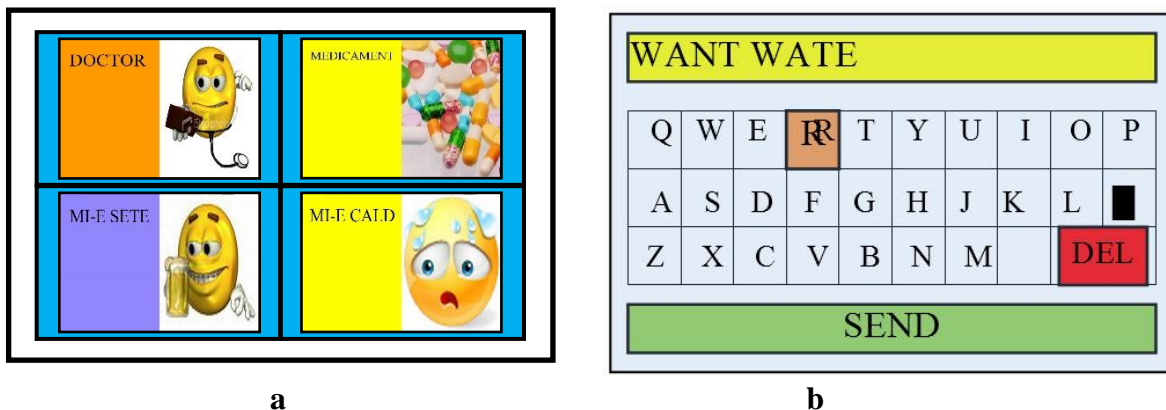 DOCTOR
MEDICAMENT
MI-E SETE
MI-E CALD
WANT WATE
Q W E R R T Y U I O P
A S D F G H J K L
Z X C V B N M DEL
SEND
a
b